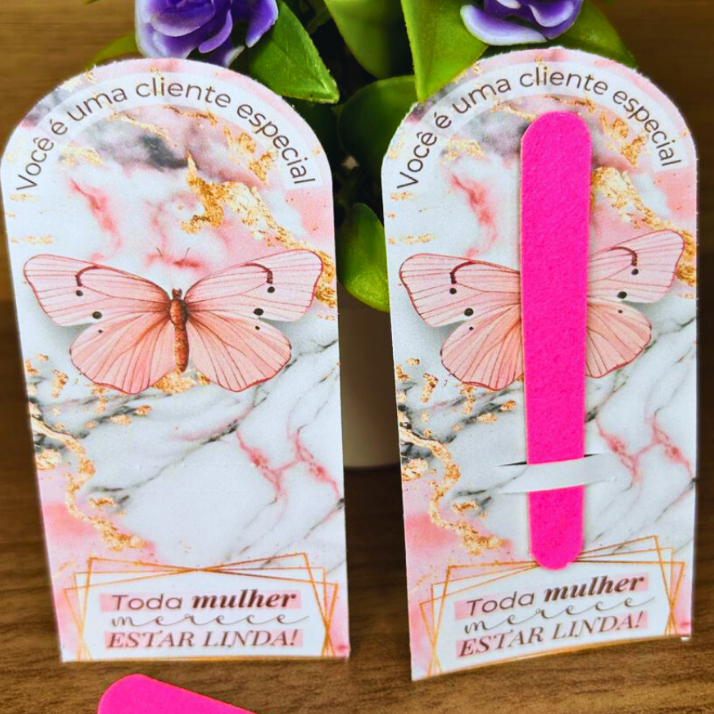 Você é uma cliente especial
Toda mulher
merece
ESTAR LINDA!
Você é uma cliente especial
Toda mulher
merece
ESTAR LINDA!